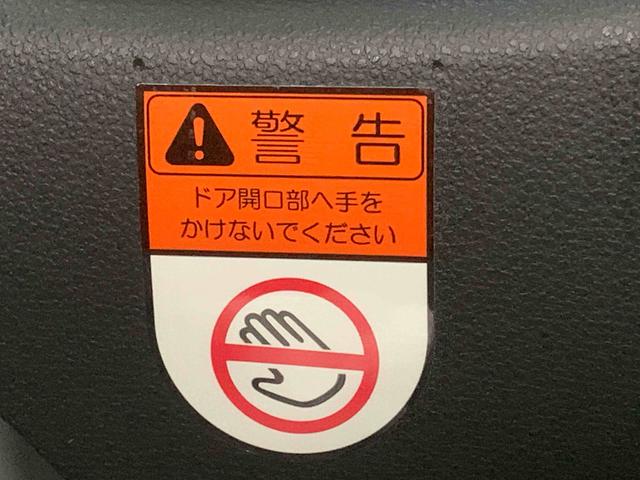 警告
ドア開口部へ手を
かけないでください